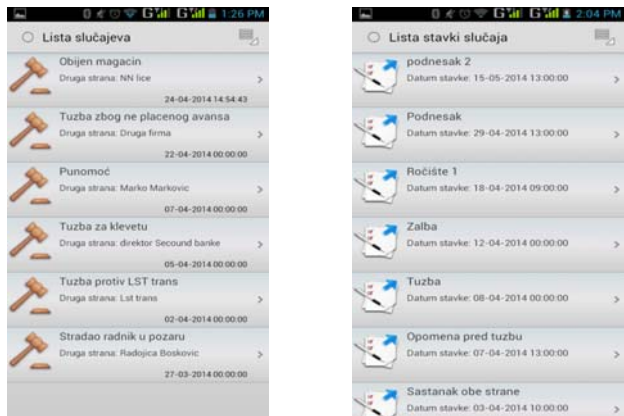 G G 1:26 PM
Lista slučajeva
Obijen magacin
Druga strana: NN lice
24-04-2014 14:54:43
Tuzba zbog ne placenog avansa
Druga strana: Druga firma
22-04-2014 00:00:00
Punomoć
Druga strana: Marko Markovic
07-04-2014 00:00:00
Tuzba za klevetu
Druga strana: direktor Secound banke
05-04-2014 00:00:00
Tuzba protiv LST trans
Druga strana: Lst trans
02-04-2014 00:00:00
Stradao radnik u pozaru
Druga strana: Radojica Boskovic
27-03-2014 00:00:00
G G 2:04 PM
Lista stavki slučaja
podnesak 2
Datum stavke: 15-05-2014 13:00:00
Podnesak
Datum stavke: 29-04-2014 13:00:00
Ročište 1
Datum stavke: 18-04-2014 09:00:00
Zalba
Datum stavke: 12-04-2014 00:00:00
Tuzba
Datum stavke: 08-04-2014 00:00:00
Opomena pred tuzbu
Datum stavke: 07-04-2014 13:00:00
Sastanak obe strane
Datum stavke: 03-04-2014 10:00:00